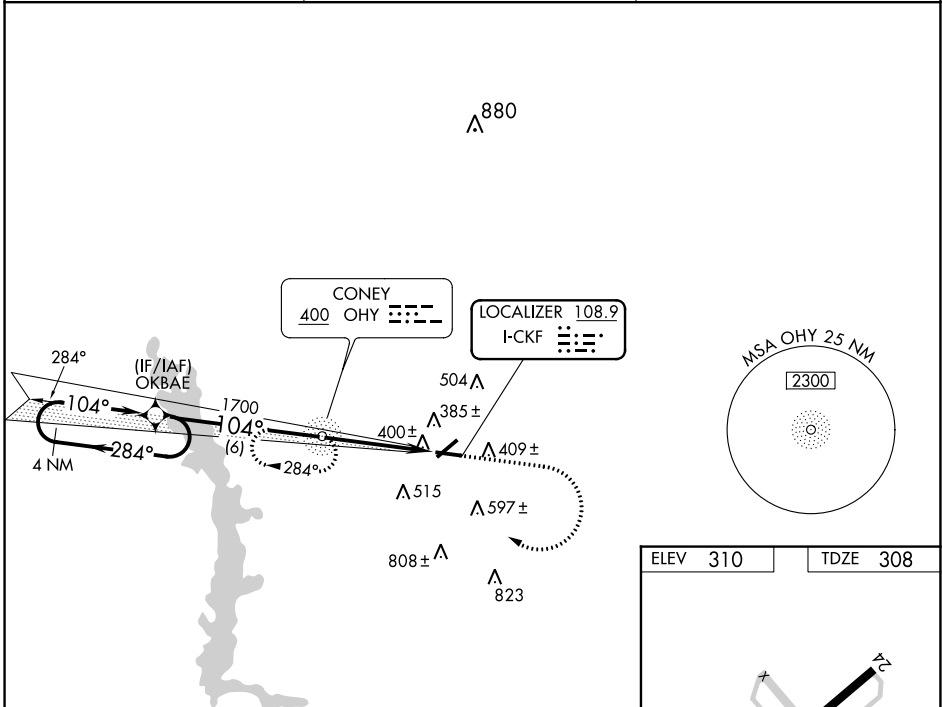 880
CONEY
400 OHY
LOCALIZER 108.9
I-CKF
MSA OHY 25 NM
2300
284°
(IF/IAF)
OKBAE
104°
1700
104°
(6)
284°
4 NM
284°
504
385±
400±
409±
515
597±
808±
823
ELEV 310
TDZE 308
24
X